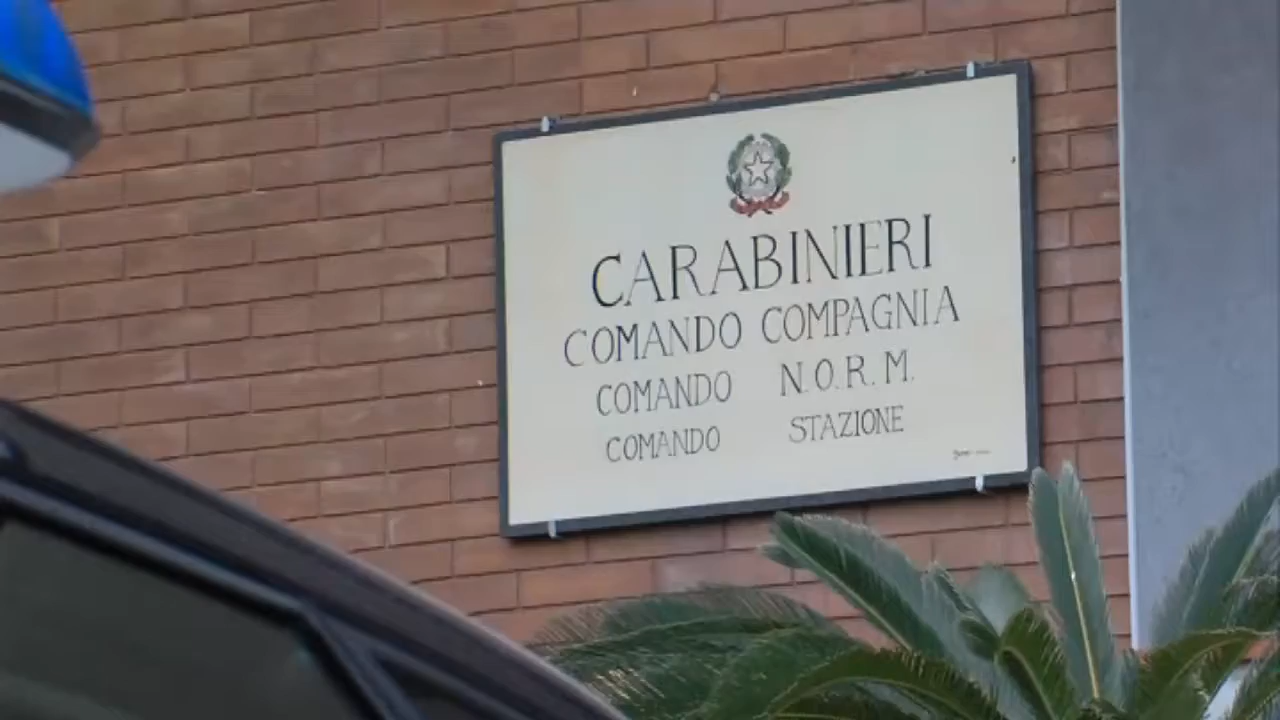 CARABINIERI
COMANDO COMPAGNIA
COMANDO N.O.R.M.
COMANDO STAZIONE